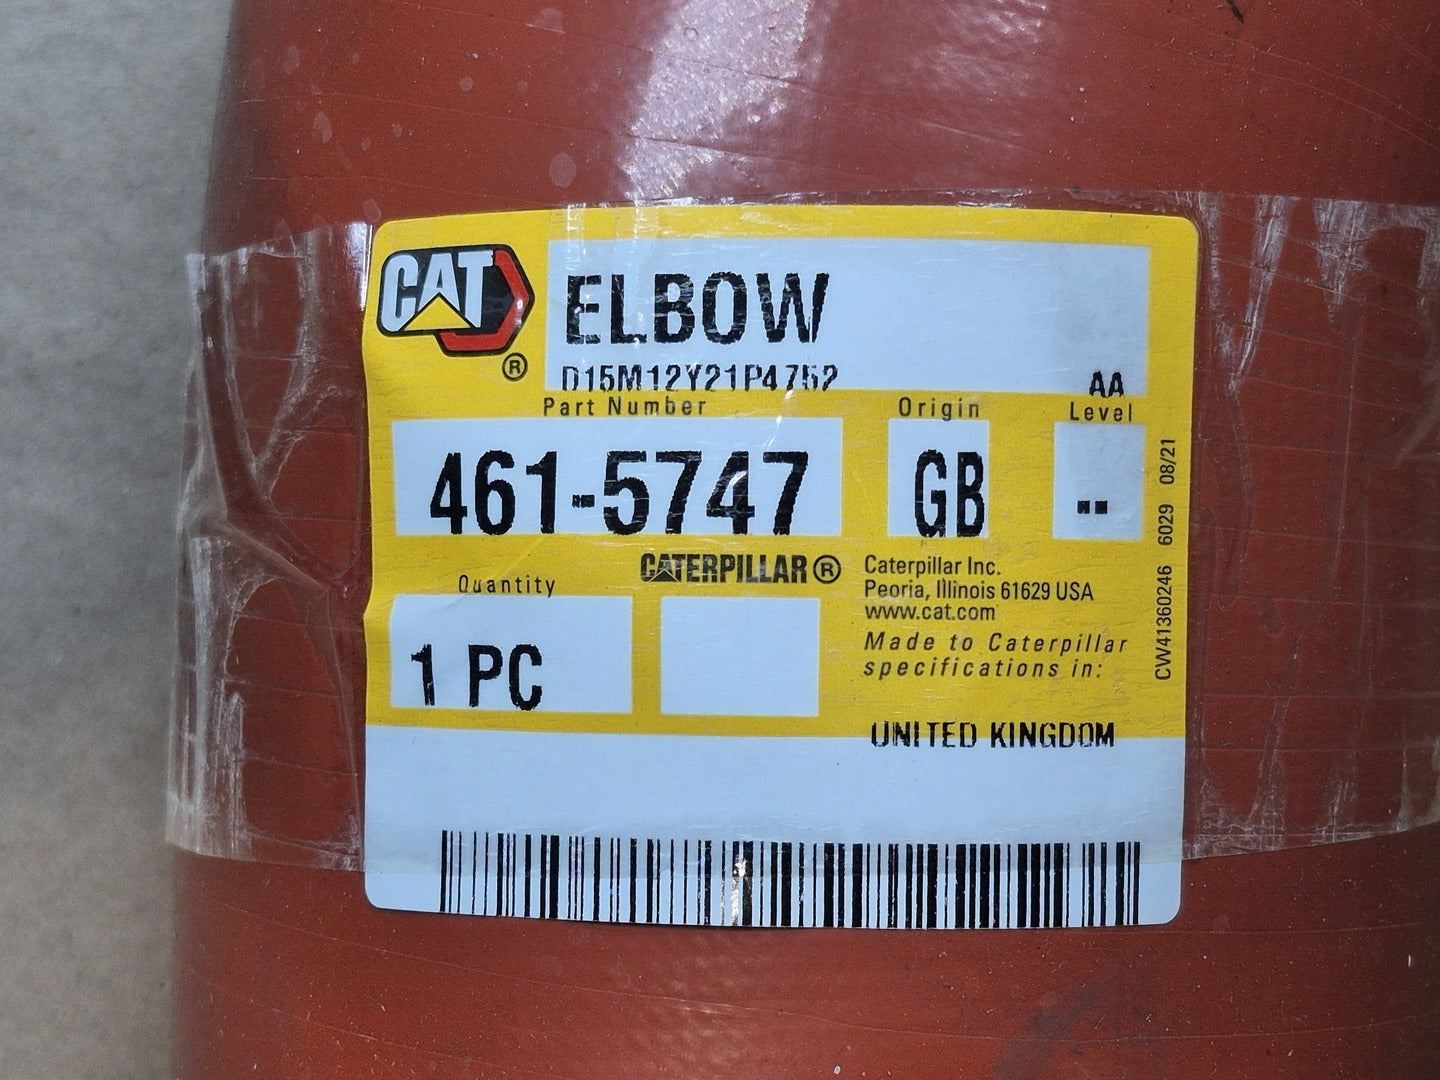 CAT
®
ELBOW
D15M12Y21P4752
AA
Part Number
Origin
Level
461-5747
GB
--
Quantity
CATERPILLAR®
1 PC
Caterpillar Inc.
Peoria, Illinois 61629 USA
www.cat.com
Made to Caterpillar
specifications in:
UNITED KINGDOM
CW41360246 6029 08/21